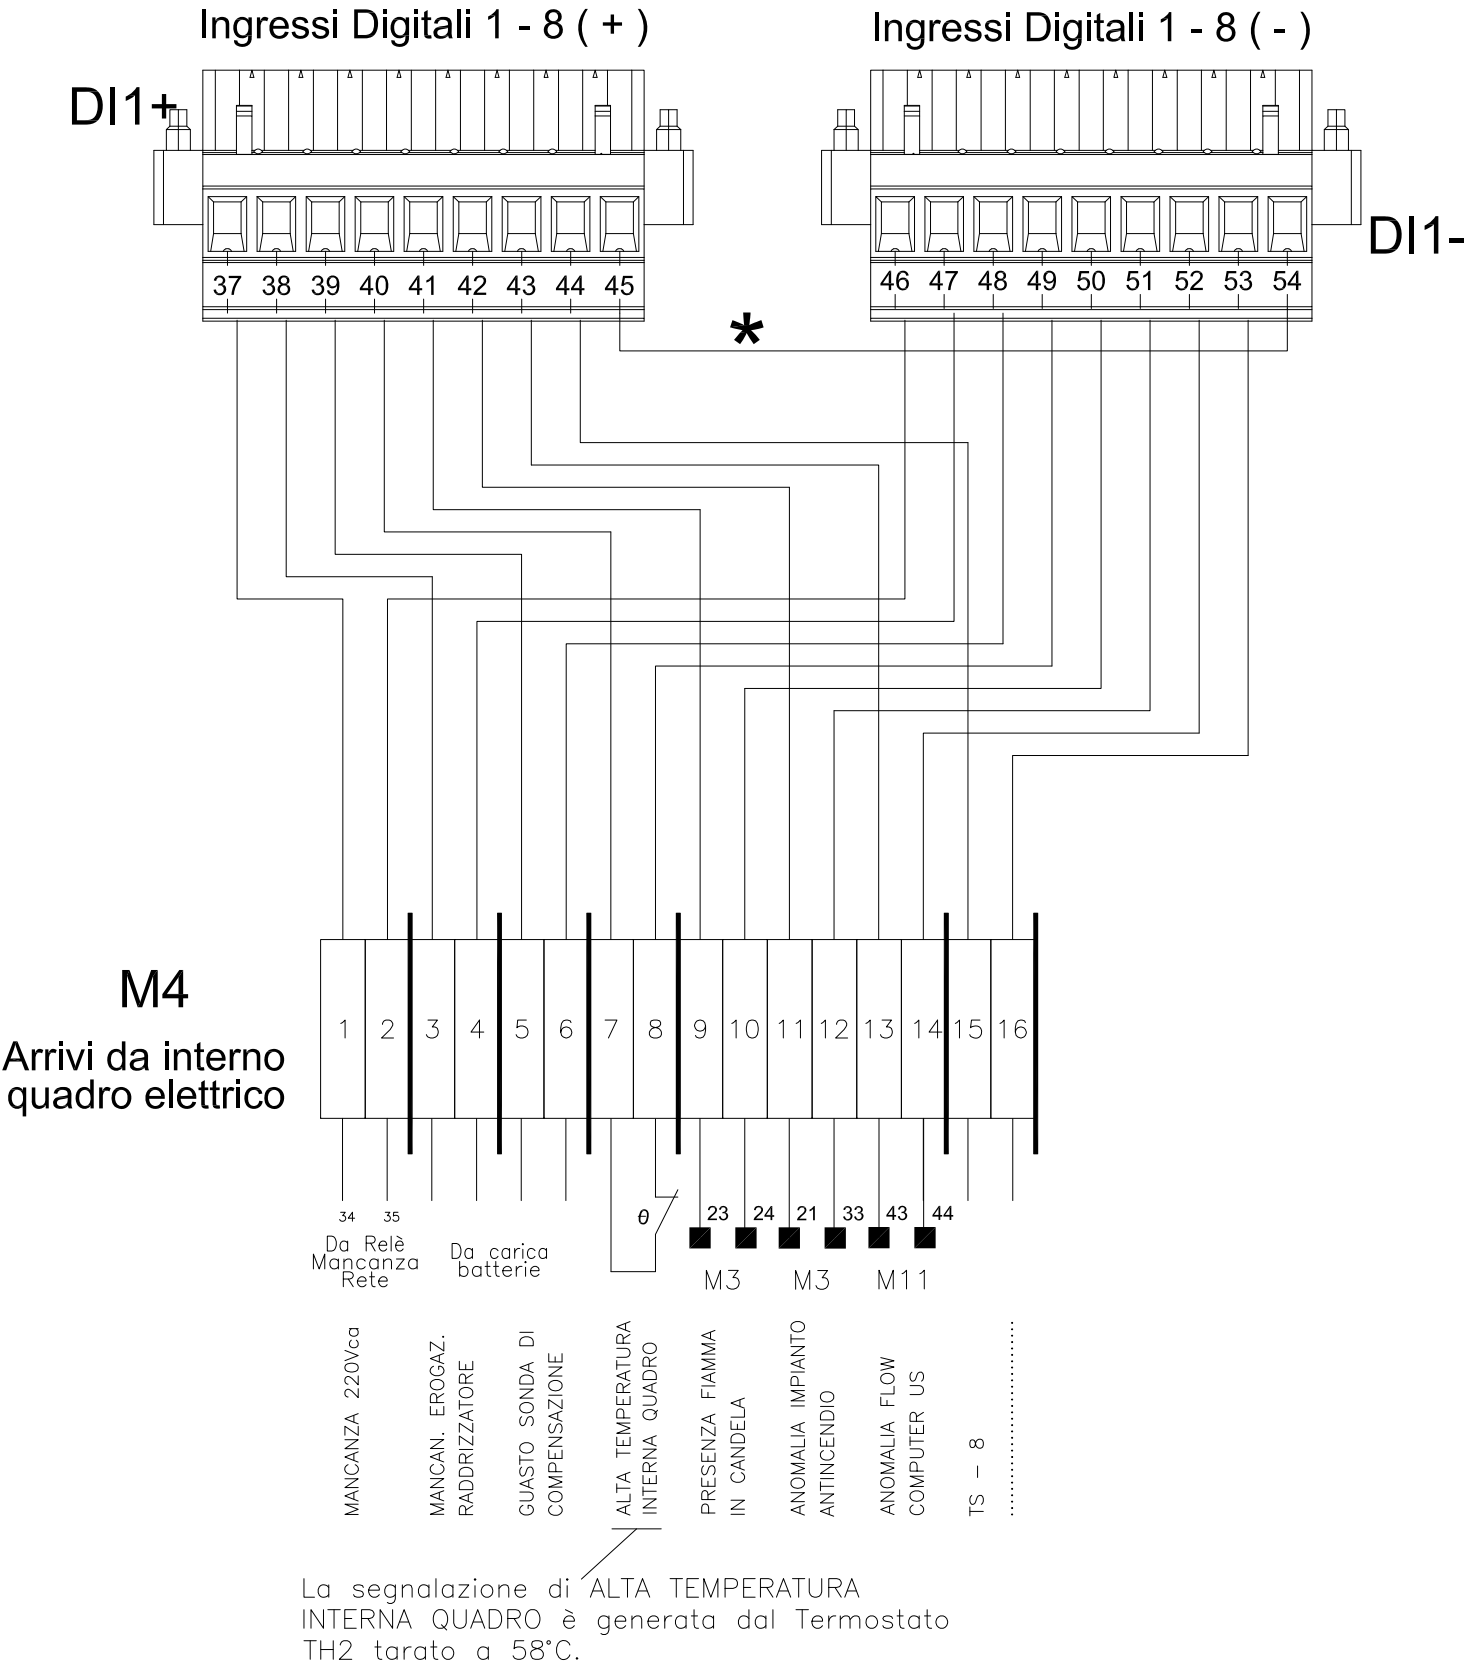 Ingressi Digitali 1 - 8 ( + )
Ingressi Digitali 1 - 8 ( - )
DI1+
DI1-
37 38 39 40 41 42 43 44 45
46 47 48 49 50 51 52 53 54
*
M4
Arrivi da interno
quadro elettrico
1 2 3 4 5 6 7 8 9 10 11 12 13 14 15 16
34 35
θ
23 24 21 33 43 44
Da Relè
Mancanza
Rete
Da carica
batterie
M3 M3 M11
MANCANZA 220Vca
MANCAN. EROGAZ.
RADDRIZZATORE
GUASTO SONDA DI
COMPENSAZIONE
ALTA TEMPERATURA
INTERNA QUADRO
PRESENZA FIAMMA
IN CANDELA
ANOMALIA IMPIANTO
ANTINCENDIO
ANOMALIA FLOW
COMPUTER US
TS - 8
..............................
La segnalazione di ALTA TEMPERATURA
INTERNA QUADRO è generata dal Termostato
TH2 tarato a 58°C.